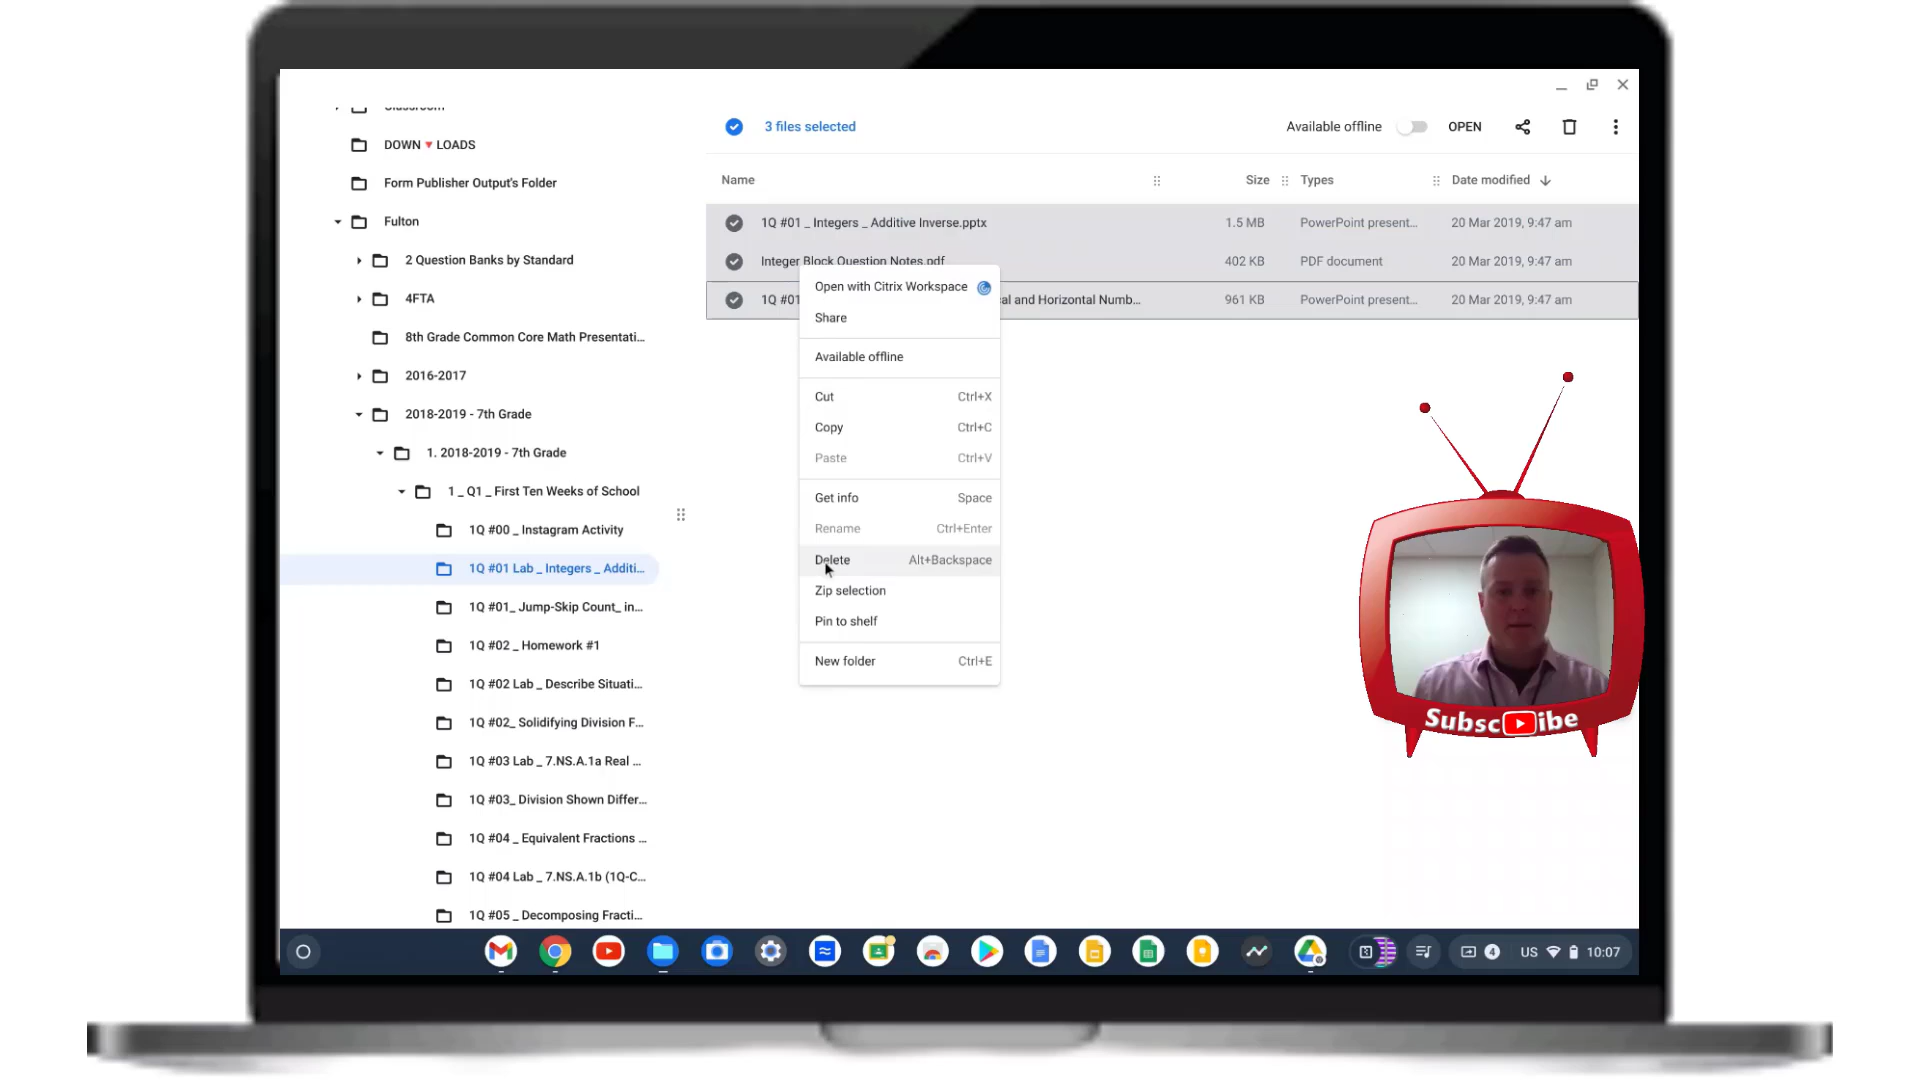 Classroom
DOWN🔻LOADS
Form Publisher Output's Folder
Fulton
2 Question Banks by Standard
4FTA
8th Grade Common Core Math Presentati...
2016-2017
2018-2019 - 7th Grade
1. 2018-2019 - 7th Grade
1 _ Q1 _ First Ten Weeks of School
1Q #00 _ Instagram Activity
1Q #01 Lab _ Integers _ Additi...
1Q #01_ Jump-Skip Count_ in...
1Q #02 _ Homework #1
1Q #02 Lab _ Describe Situati...
1Q #02_ Solidifying Division F...
1Q #03 Lab _ 7.NS.A.1a Real ...
1Q #03_ Division Shown Differ...
1Q #04 _ Equivalent Fractions ...
1Q #04 Lab _ 7.NS.A.1b (1Q-C...
1Q #05 _ Decomposing Fracti...
3 files selected
Available offline
OPEN
Name Size Types Date modified
1Q #01 _ Integers _ Additive Inverse.pptx 1.5 MB PowerPoint present... 20 Mar 2019, 9:47 am
Integer Block Question Notes.pdf 402 KB PDF document 20 Mar 2019, 9:47 am
1Q #01 al and Horizontal Numb... 961 KB PowerPoint present... 20 Mar 2019, 9:47 am
Open with Citrix Workspace
Share
Available offline
Cut Ctrl+X
Copy Ctrl+C
Paste Ctrl+V
Get info Space
Rename Ctrl+Enter
Delete Alt+Backspace
Zip selection
Pin to shelf
New folder Ctrl+E
Subsc ibe
4 US 10:07